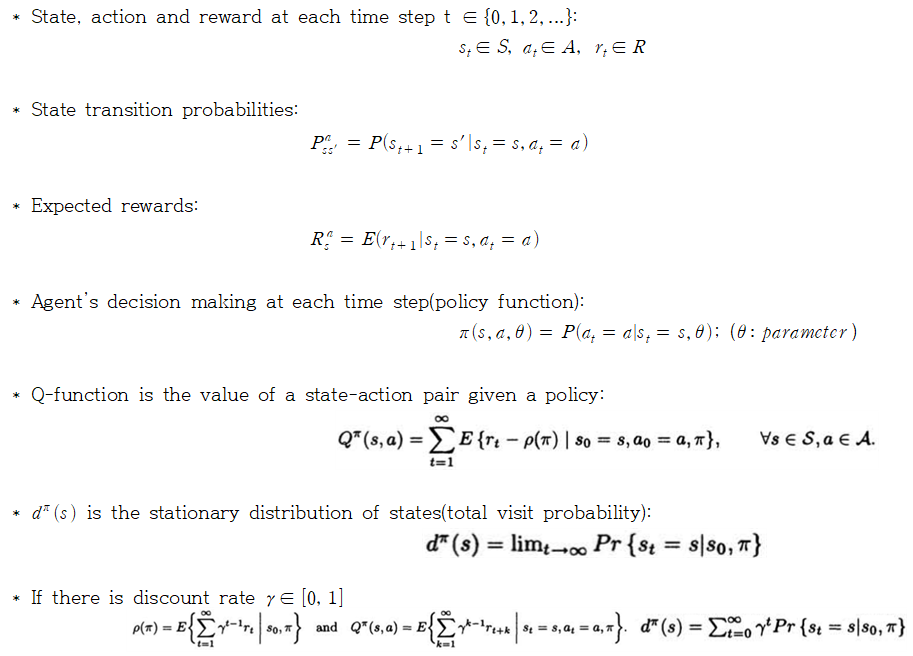 * State, action and reward at each time step t ∈ {0, 1, 2, ...}:
s_t ∈ S, a_t ∈ A, r_t ∈ R
* State transition probabilities:
P^a_{ss'} = P(s_{t+1} = s'|s_t = s, a_t = a)
* Expected rewards:
R^a_s = E(r_{t+1}|s_t = s, a_t = a)
* Agent's decision making at each time step(policy function):
π(s, a, θ) = P(a_t = a|s_t = s, θ); (θ : parameter)
* Q-function is the value of a state-action pair given a policy:
Q^π(s, a) = ∑_{t=1}^{∞} E {r_t − ρ(π) | s_0 = s, a_0 = a, π}, ∀s ∈ S, a ∈ A.
* d^π(s) is the stationary distribution of states(total visit probability):
d^π(s) = lim_{t→∞} Pr {s_t = s|s_0, π}
* If there is discount rate γ ∈ [0, 1]
ρ(π) = E{∑_{t=1}^{∞} γ^{t−1} r_t | s_0, π} and Q^π(s, a) = E{∑_{k=1}^{∞} γ^{k−1} r_{t+k} | s_t = s, a_t = a, π}. d^π(s) = ∑_{t=0}^{∞} γ^t Pr {s_t = s|s_0, π}